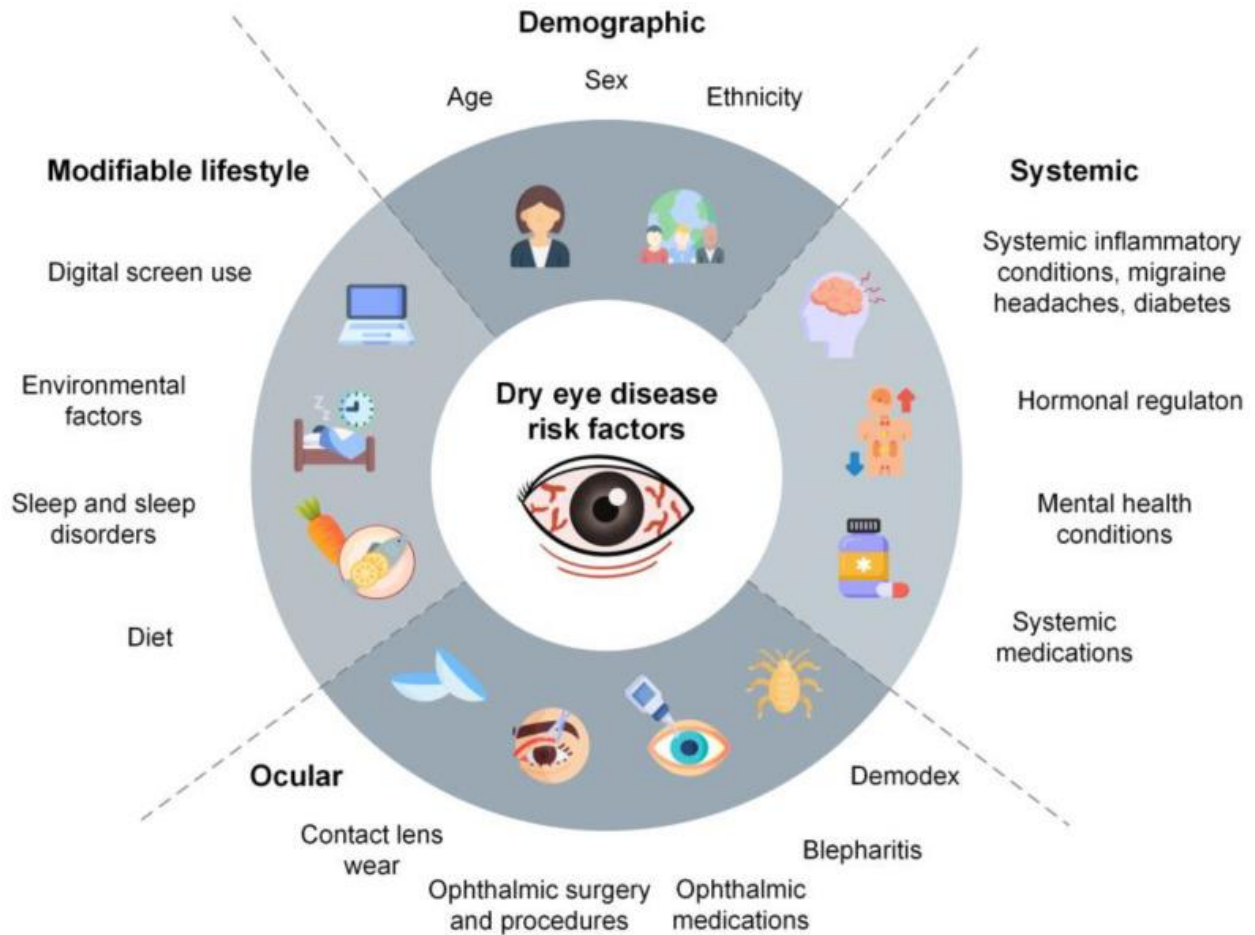 Demographic
Age
Sex
Ethnicity
Modifiable lifestyle
Digital screen use
Environmental
factors
Sleep and sleep
disorders
Diet
Systemic
Systemic inflammatory
conditions, migraine
headaches, diabetes
Hormonal regulaton
Mental health
conditions
Systemic
medications
Dry eye disease
risk factors
Ocular
Contact lens
wear
Ophthalmic surgery
and procedures
Ophthalmic
medications
Blepharitis
Demodex